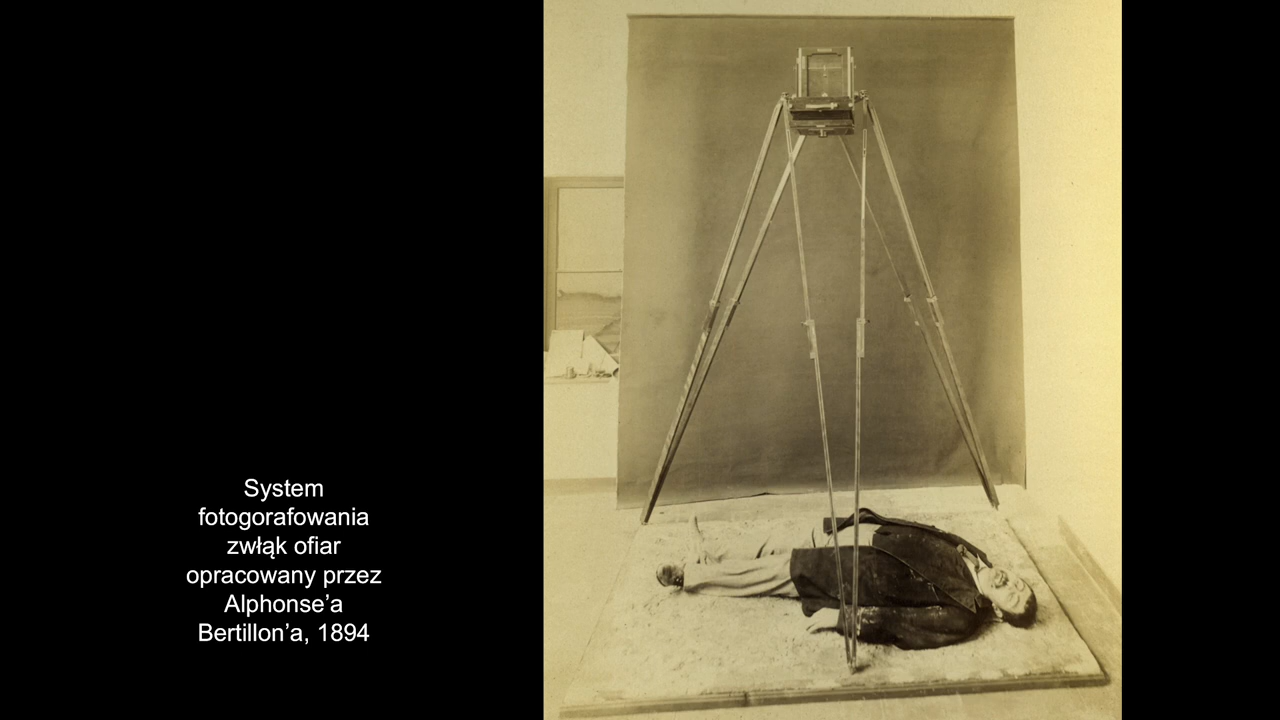 System
fotogorafowania
zwłąk ofiar
opracowany przez
Alphonse’a
Bertillon’a, 1894